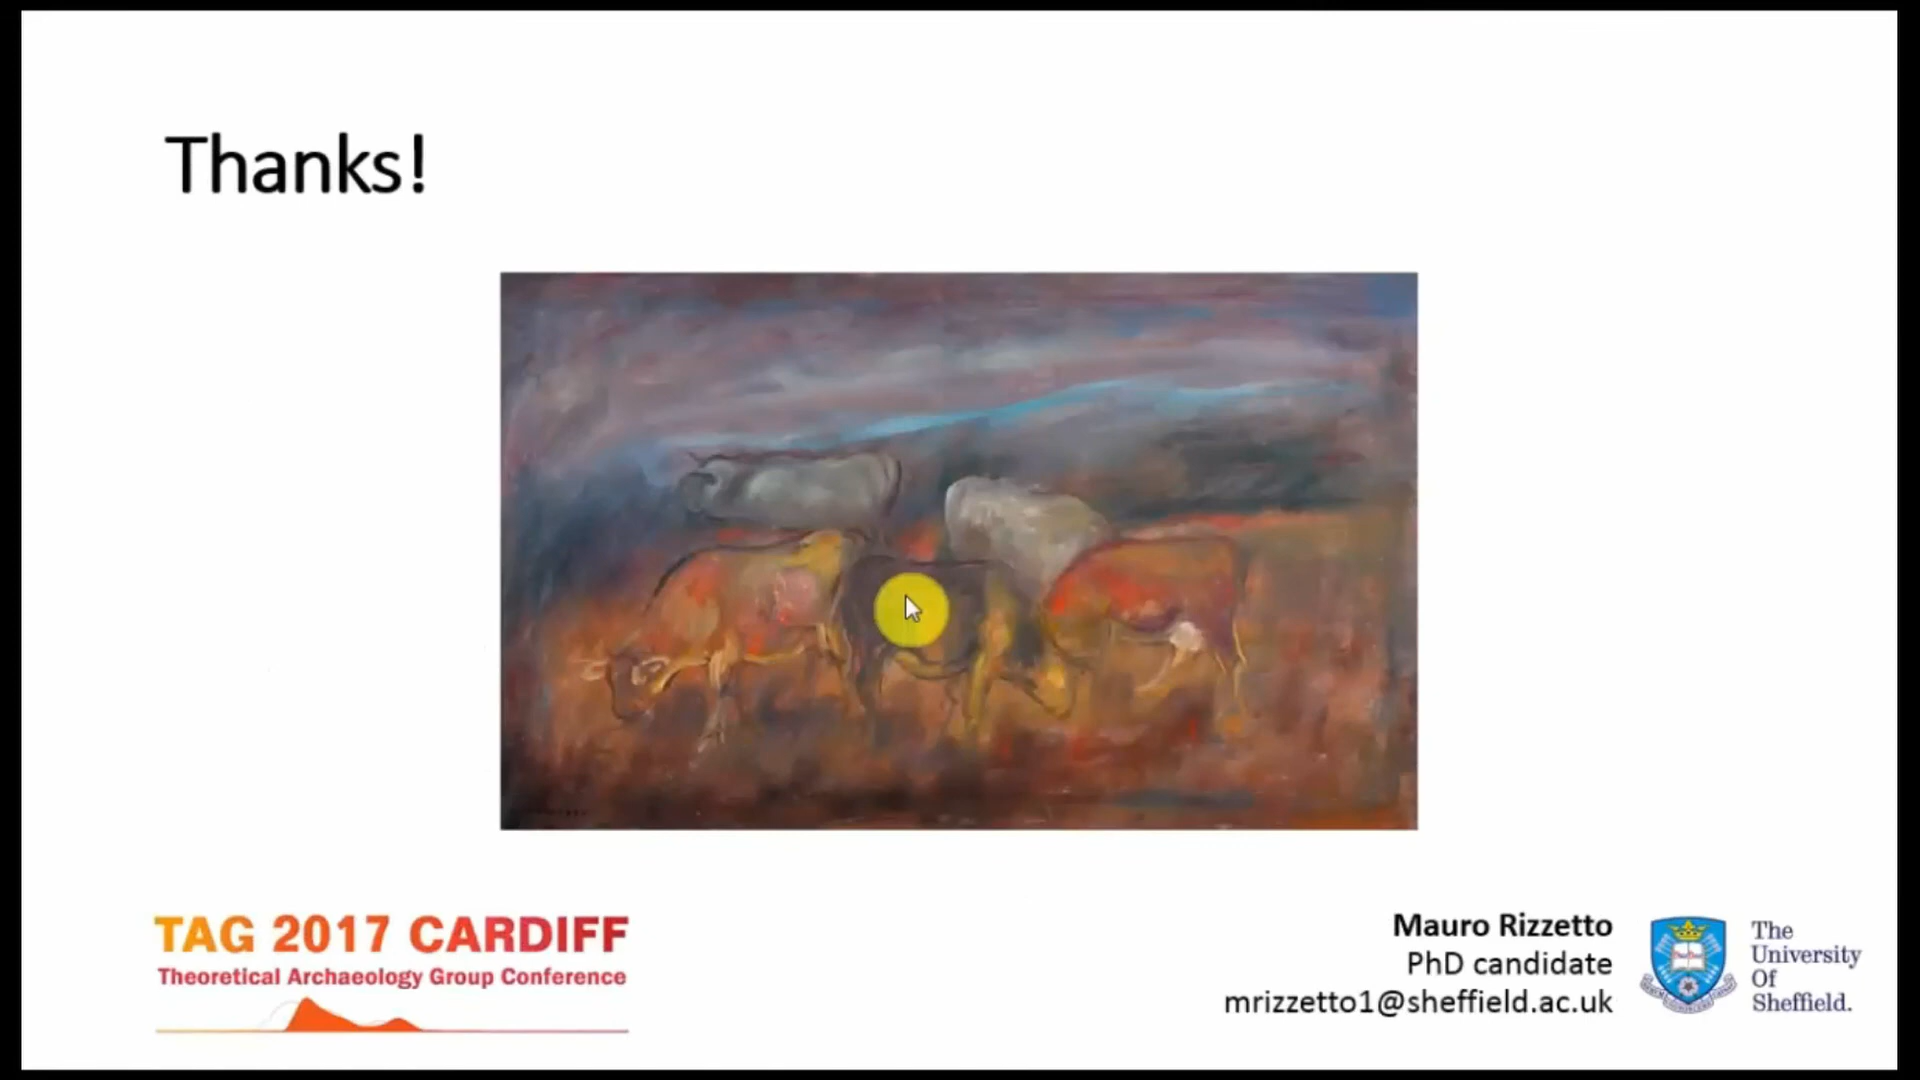 Thanks!
TAG 2017 CARDIFF
Theoretical Archaeology Group Conference
Mauro Rizzetto
PhD candidate
mrizzetto1@sheffield.ac.uk
The
University
Of
Sheffield.